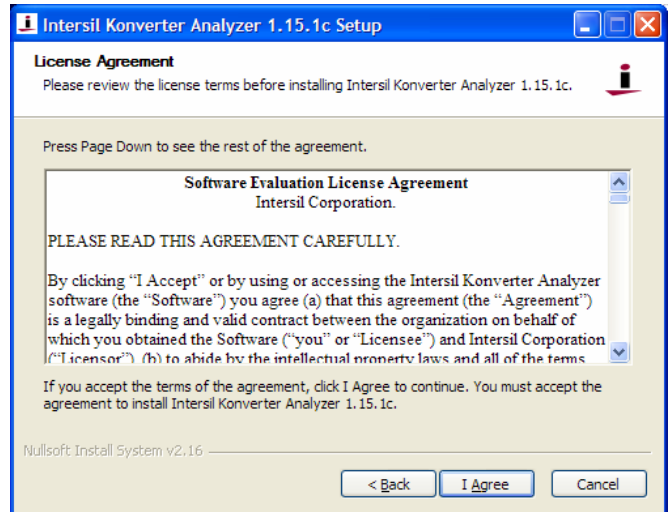 Intersil Konverter Analyzer 1.15.1c Setup
License Agreement
Please review the license terms before installing Intersil Konverter Analyzer 1.15.1c.
Press Page Down to see the rest of the agreement.
Software Evaluation License Agreement
Intersil Corporation.
PLEASE READ THIS AGREEMENT CAREFULLY.
By clicking “I Accept” or by using or accessing the Intersil Konverter Analyzer
software (the “Software”) you agree (a) that this agreement (the “Agreement”)
is a legally binding and valid contract between the organization on behalf of
which you obtained the Software (“you” or “Licensee”) and Intersil Corporation
(“Licensor”), (b) to abide by the intellectual property laws and all of the terms
If you accept the terms of the agreement, click I Agree to continue. You must accept the
agreement to install Intersil Konverter Analyzer 1.15.1c.
Nullsoft Install System v2.16
< Back
I Agree
Cancel